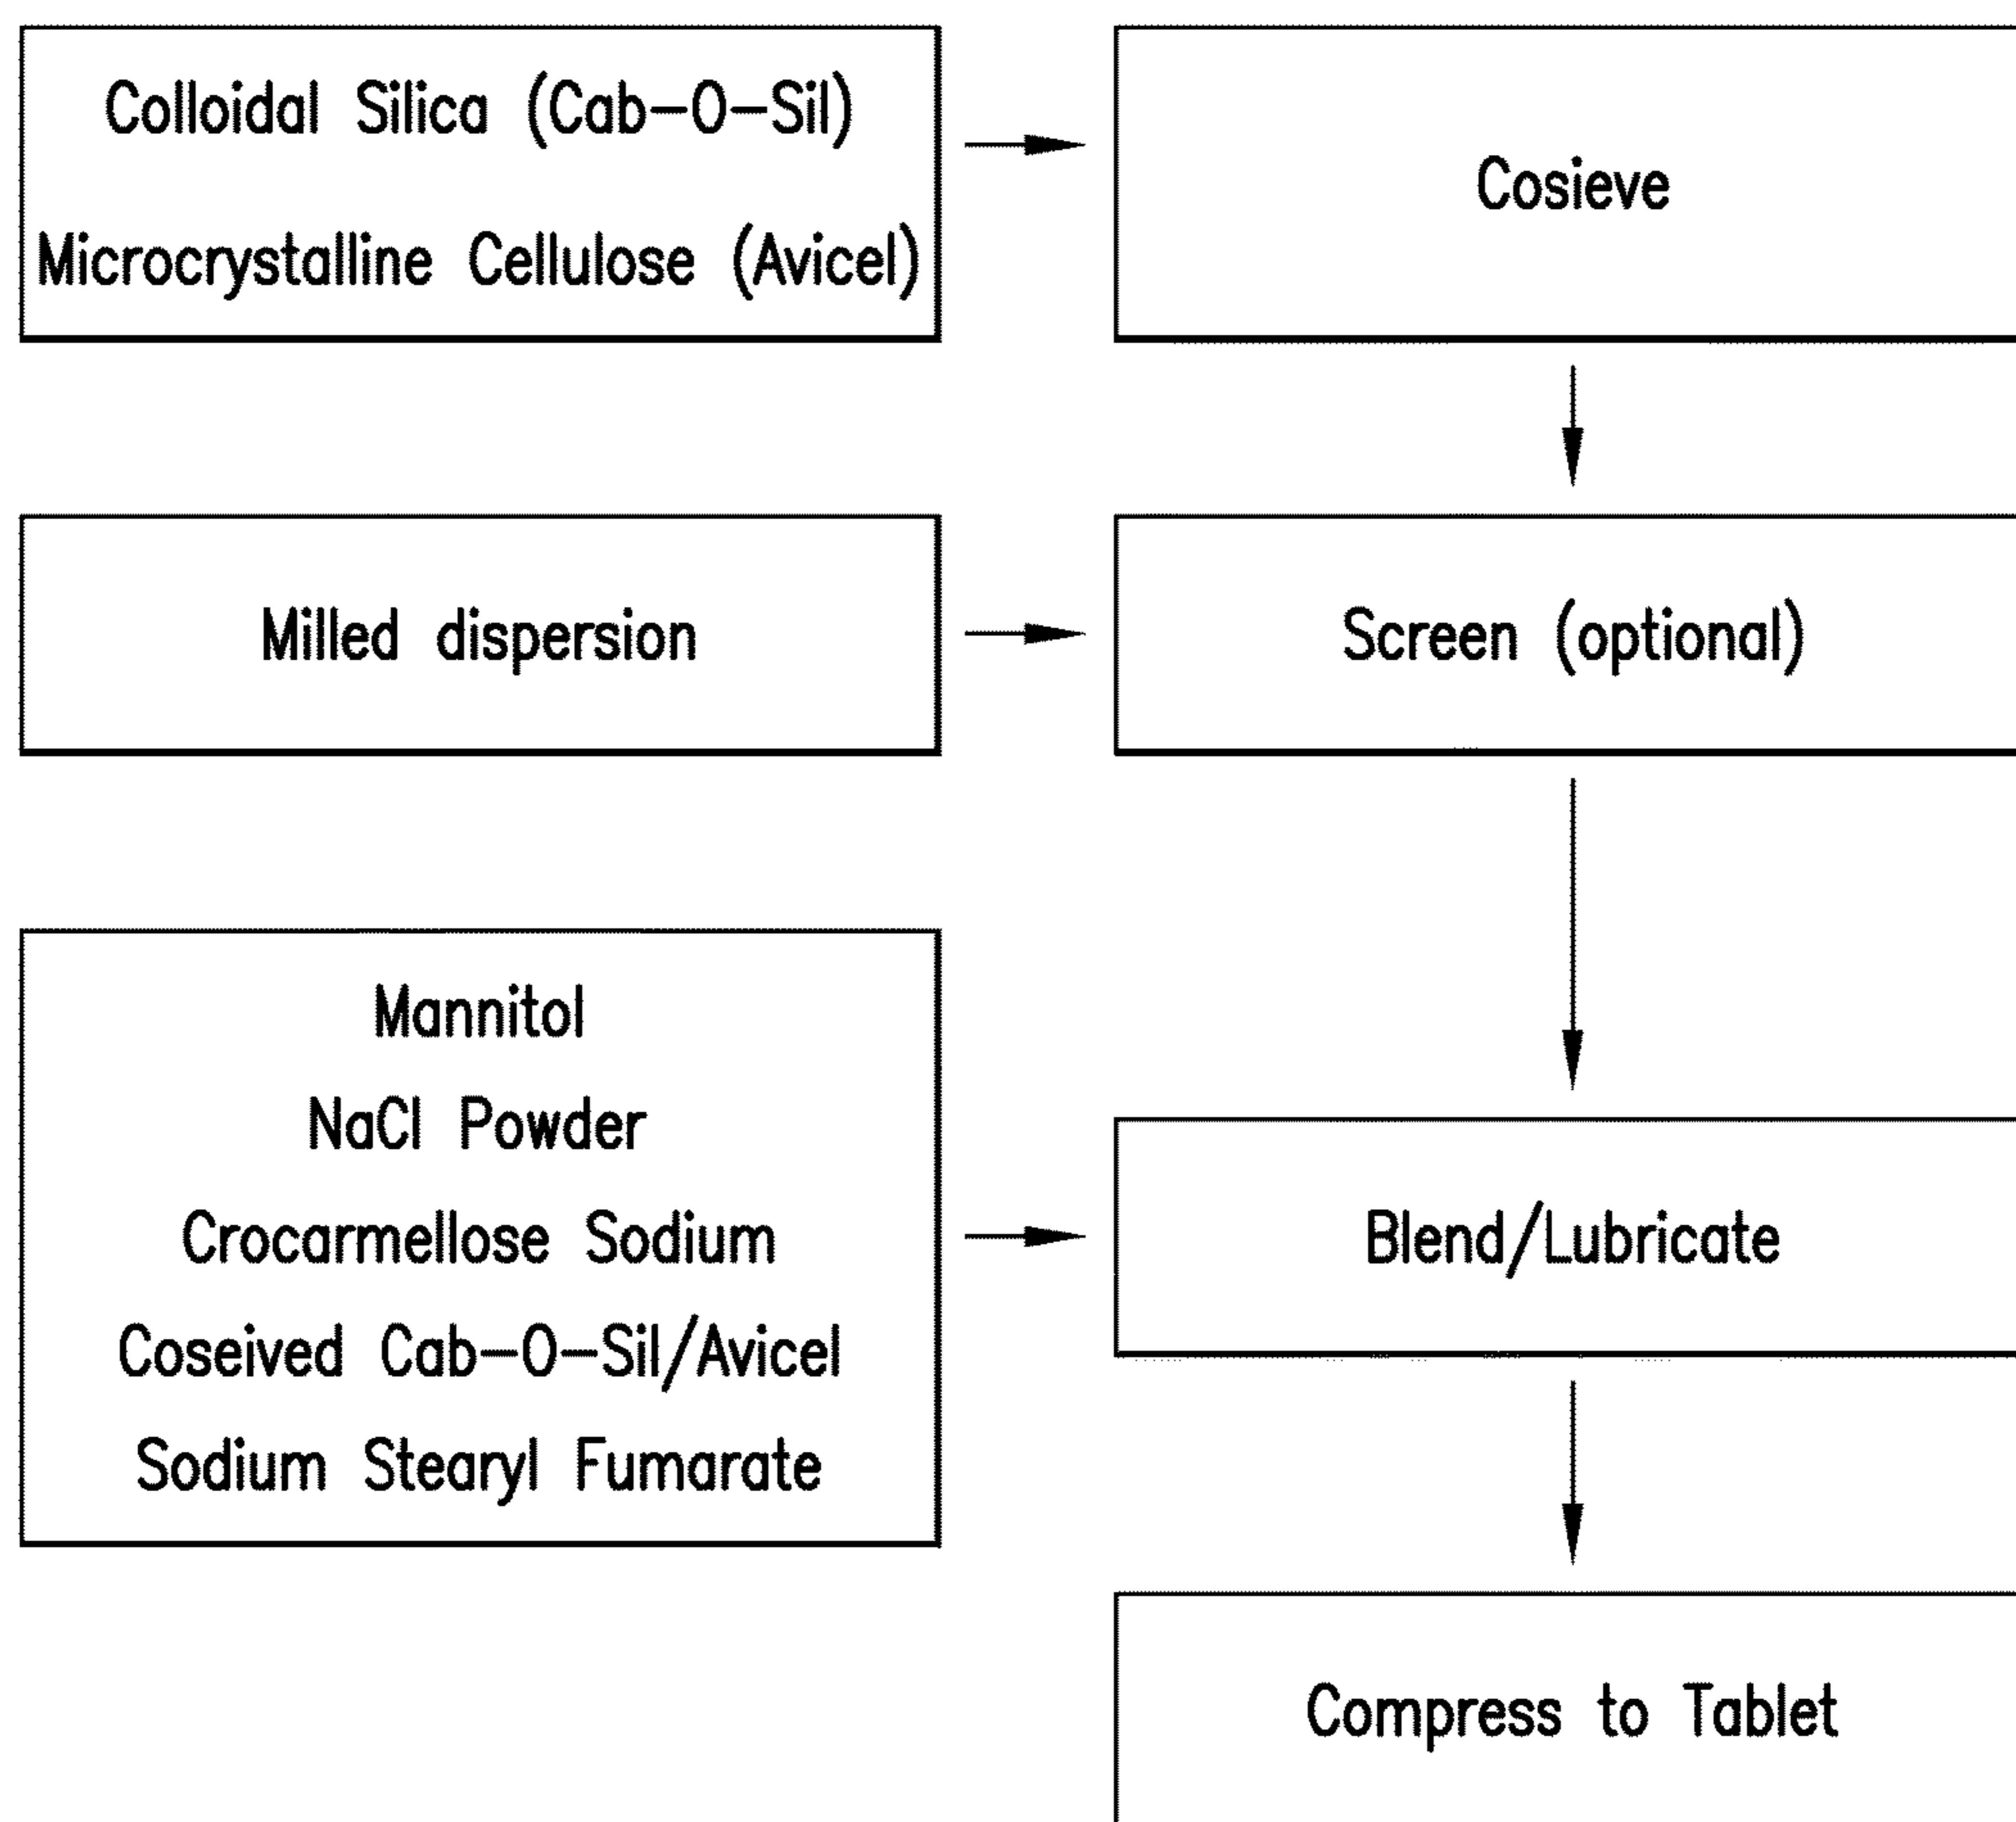 Colloidal Silica (Cab-O-Sil)
Microcrystalline Cellulose (Avicel)
Cosieve
Milled dispersion
Screen (optional)
Mannitol
NaCl Powder
Crocarmellose Sodium
Coseived Cab-O-Sil/Avicel
Sodium Stearyl Fumarate
Blend/Lubricate
Compress to Tablet